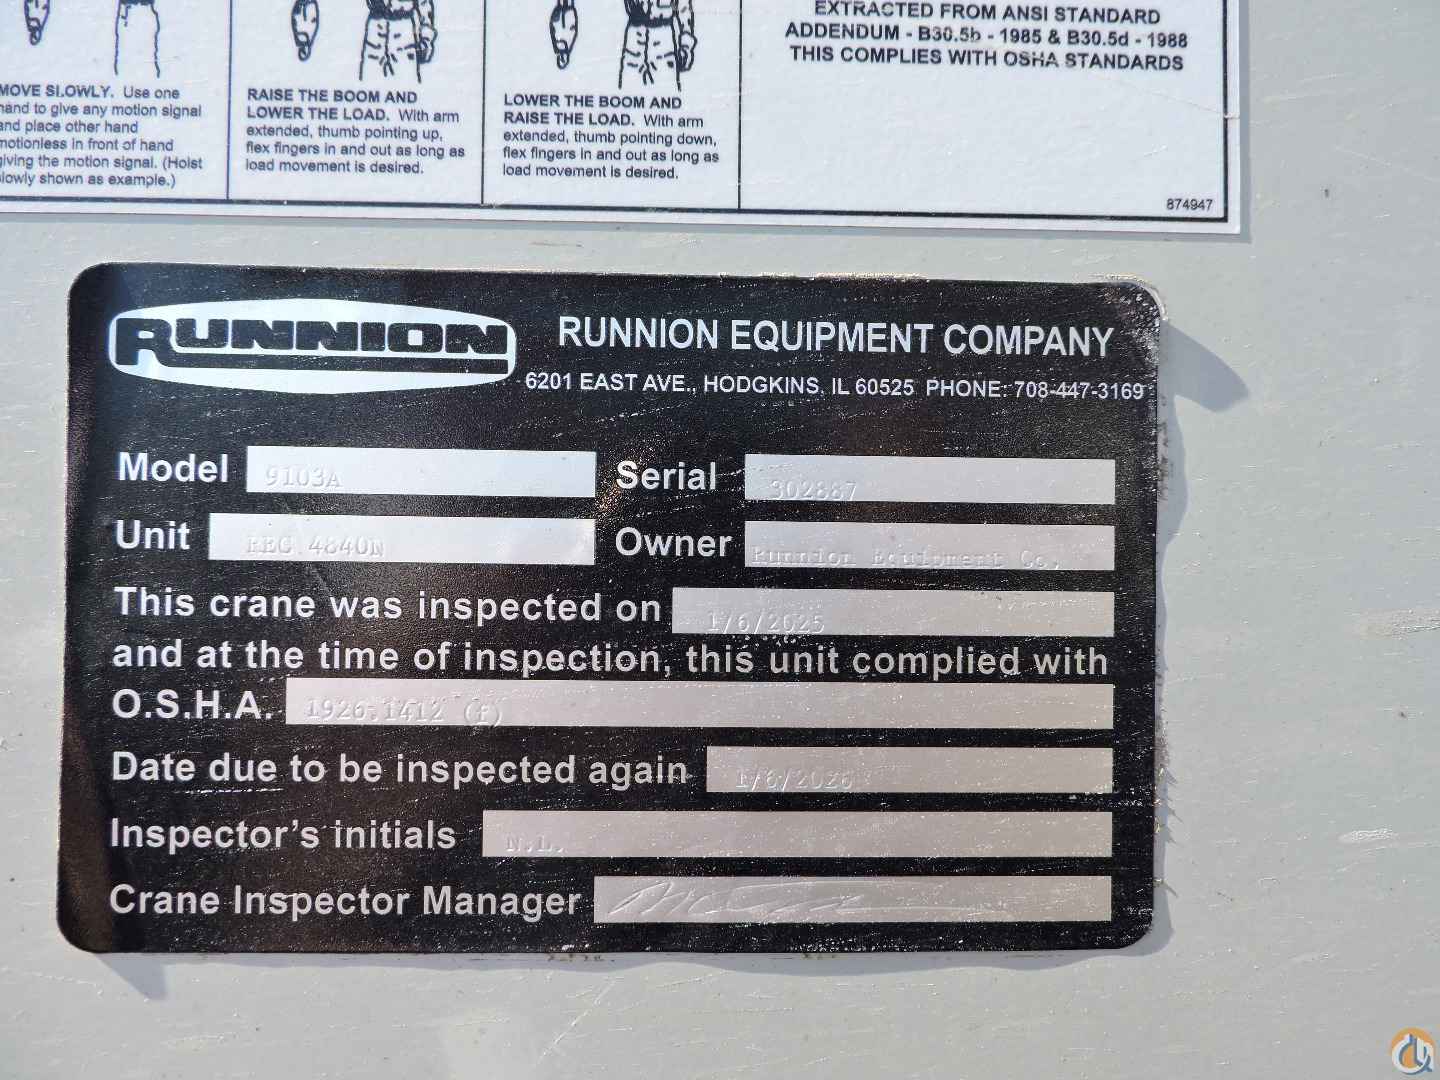 MOVE SLOWLY. Use one
hand to give any motion signal
and place other hand
motionless in front of hand
giving the motion signal. (Hoist
slowly shown as example.)
RAISE THE BOOM AND
LOWER THE LOAD. With arm
extended, thumb pointing up,
flex fingers in and out as long as
load movement is desired.
LOWER THE BOOM AND
RAISE THE LOAD. With arm
extended, thumb pointing down,
flex fingers in and out as long as
load movement is desired.
EXTRACTED FROM ANSI STANDARD
ADDENDUM - B30.5b - 1985 & B30.5d - 1988
THIS COMPLIES WITH OSHA STANDARDS
874947
RUNNION
RUNNION EQUIPMENT COMPANY
6201 EAST AVE., HODGKINS, IL 60525 PHONE: 708-447-3169
Model 9103A Serial 302887
Unit 4840N Owner Runnion Equipment Co.
This crane was inspected on 1/6/2025
and at the time of inspection, this unit complied with
O.S.H.A. 1926.1412 (f)
Date due to be inspected again 1/6/2026
Inspector's initials N.L.
Crane Inspector Manager